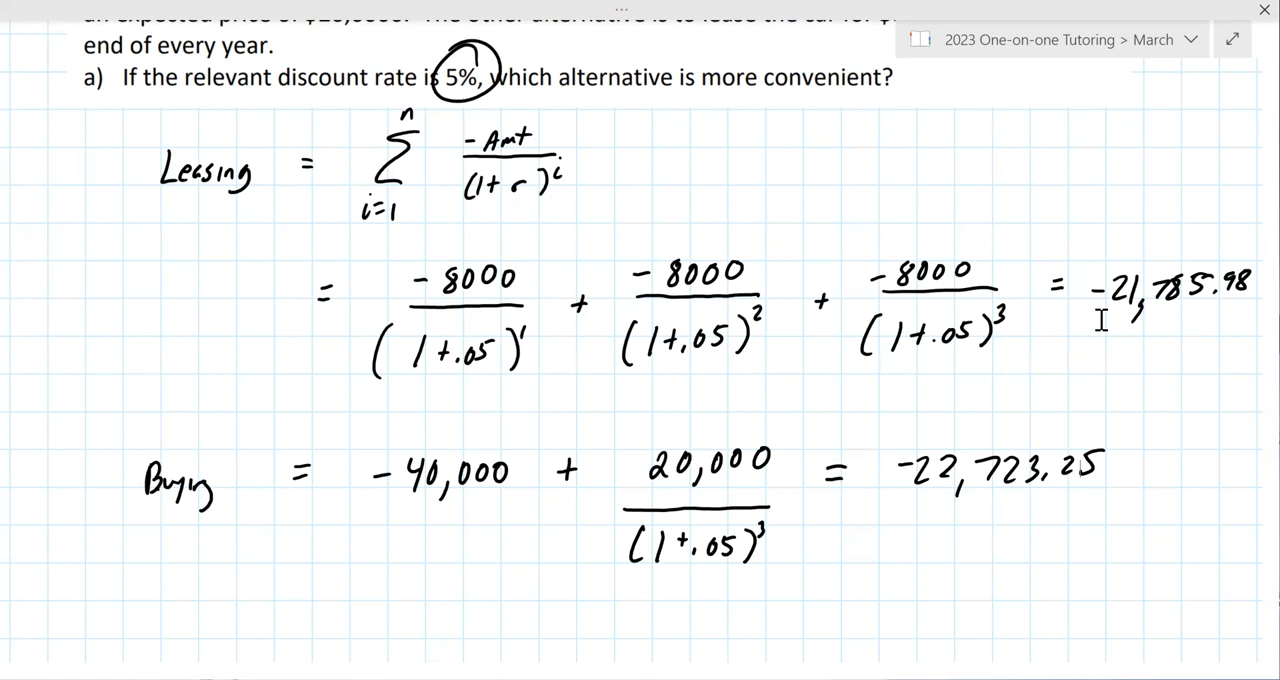 end of every year.
2023 One-on-one Tutoring > March
a) If the relevant discount rate is 5%, which alternative is more convenient?
Leasing = n ∑ i=1 -Amt / (1+r)^i
= -8000 / (1+.05)^1 + -8000 / (1+.05)^2 + -8000 / (1+.05)^3 = -21,785.98
Buying = -40,000 + 20,000 / (1+.05)^3 = -22,723.25